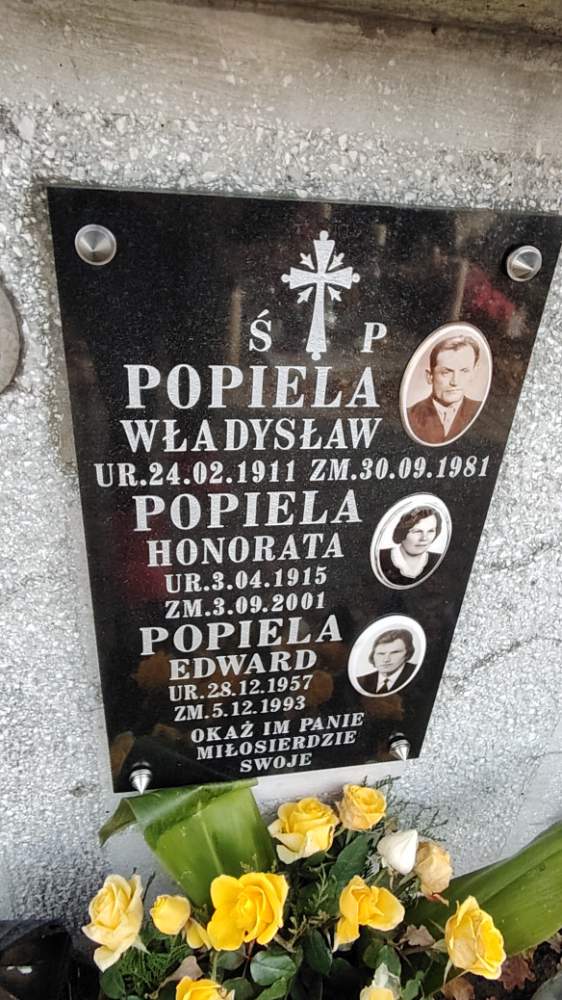 Ś P
POPIELA
WŁADYSŁAW
UR.24.02.1911 ZM.30.09.1981
POPIELA
HONORATA
UR.3.04.1915
ZM.3.09.2001
POPIELA
EDWARD
UR.28.12.1957
ZM.5.12.1993
OKAŻ IM PANIE
MIŁOSIERDZIE
SWOJE